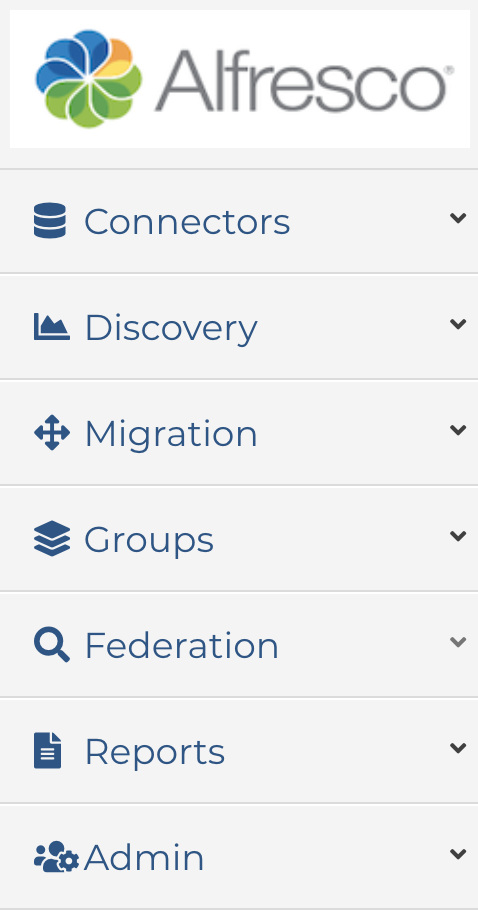 Alfresco®
Connectors
Discovery
Migration
Groups
Federation
Reports
Admin